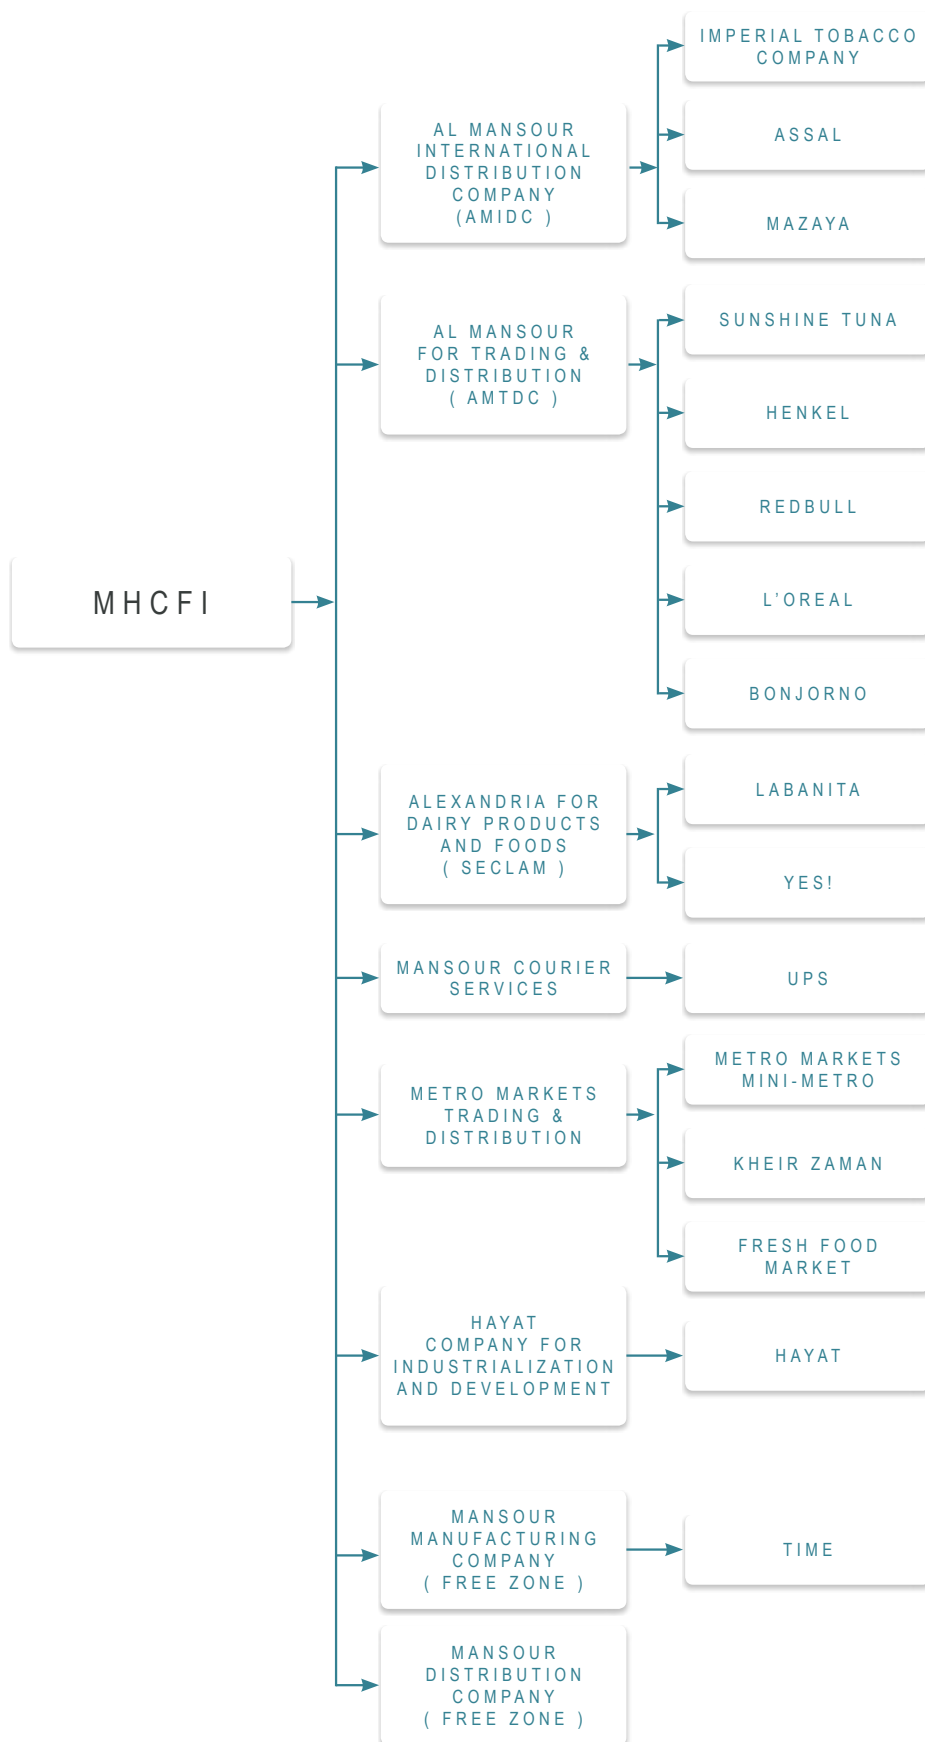 MHCFI
AL MANSOUR
INTERNATIONAL
DISTRIBUTION
COMPANY
(AMIDC )
IMPERIAL TOBACCO
COMPANY
ASSAL
MAZAYA
AL MANSOUR
FOR TRADING &
DISTRIBUTION
( AMTDC )
SUNSHINE TUNA
HENKEL
REDBULL
L’OREAL
BONJORNO
ALEXANDRIA FOR
DAIRY PRODUCTS
AND FOODS
( SECLAM )
LABANITA
YES!
MANSOUR COURIER
SERVICES
UPS
METRO MARKETS
TRADING &
DISTRIBUTION
METRO MARKETS
MINI-METRO
KHEIR ZAMAN
FRESH FOOD
MARKET
HAYAT
COMPANY FOR
INDUSTRIALIZATION
AND DEVELOPMENT
HAYAT
MANSOUR
MANUFACTURING
COMPANY
( FREE ZONE )
TIME
MANSOUR
DISTRIBUTION
COMPANY
( FREE ZONE )